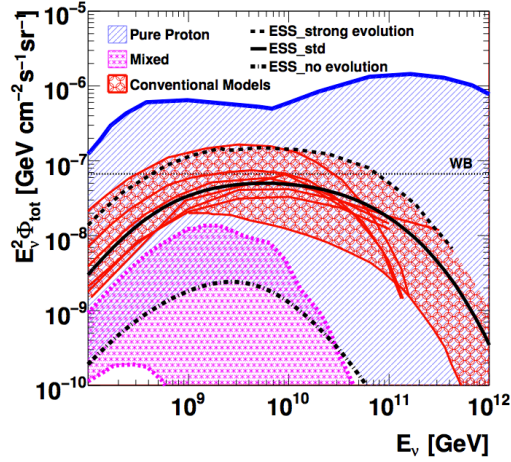 Pure Proton
Mixed
Conventional Models
ESS_strong evolution
ESS_std
ESS_no evolution
E²νΦtot [GeV cm⁻²s⁻¹sr⁻¹]
10⁻⁵
10⁻⁶
10⁻⁷
10⁻⁸
10⁻⁹
10⁻¹⁰
WB
10⁹
10¹⁰
10¹¹
10¹²
Eν [GeV]